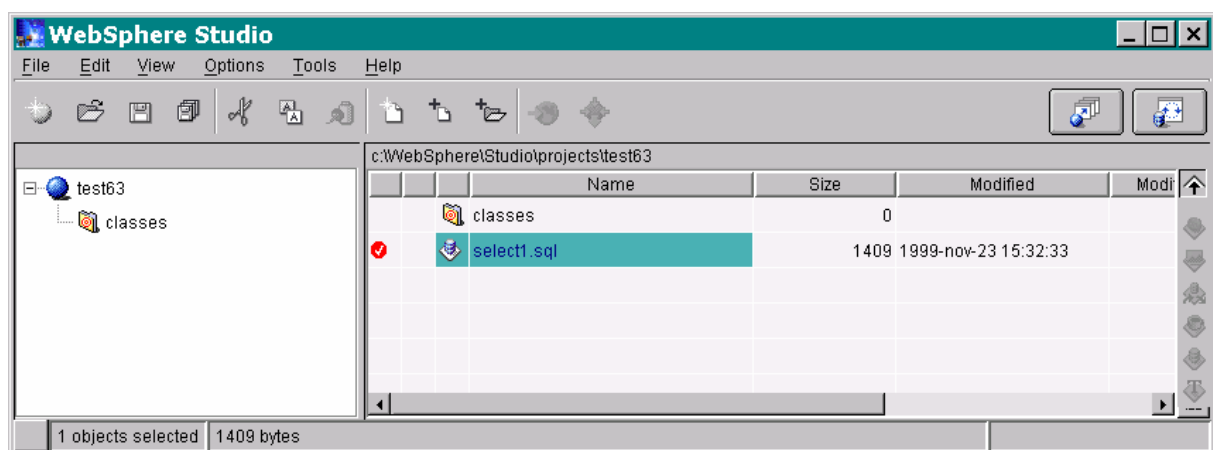 WebSphere Studio
File Edit View Options Tools Help
c:\WebSphere\Studio\projects\test63
Name Size Modified Modi
test63
classes
classes 0
select1.sql 1409 1999-nov-23 15:32:33
1 objects selected 1409 bytes